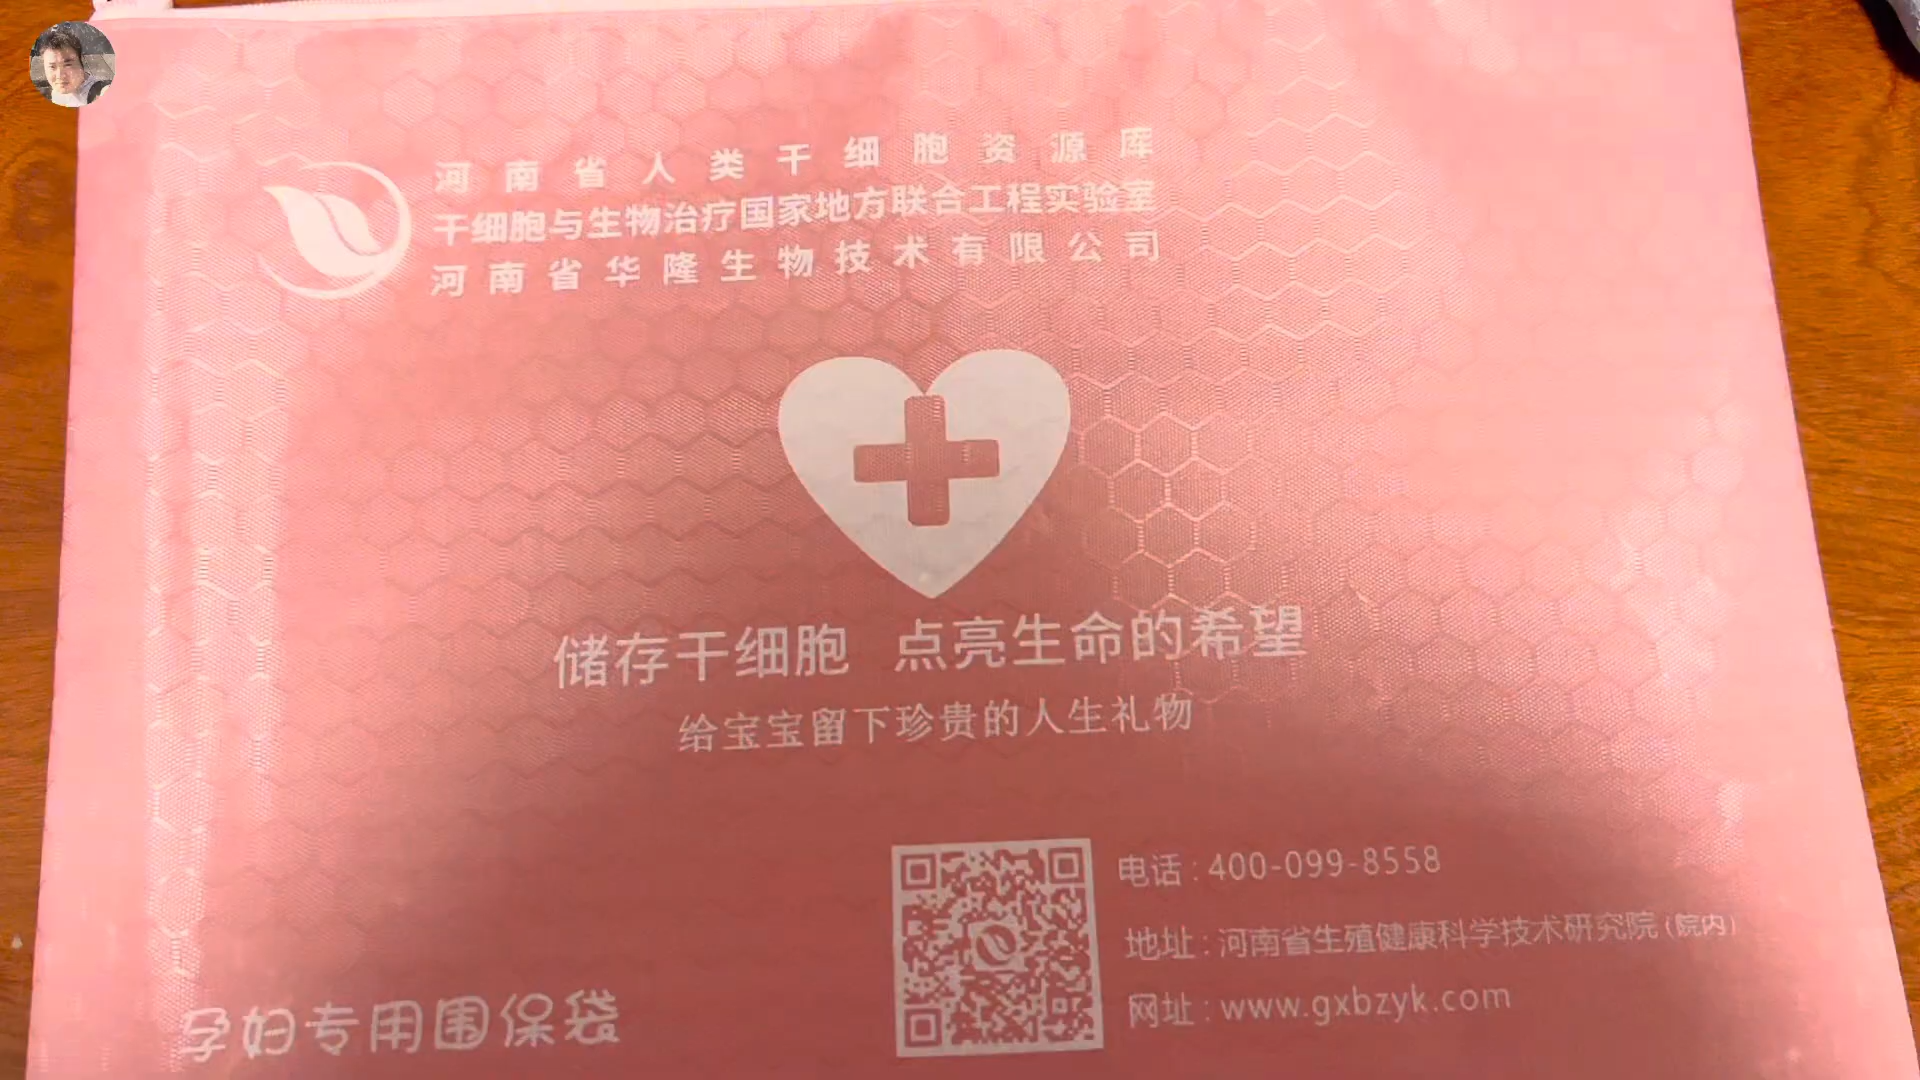 河南省人类干细胞资源库
干细胞与生物治疗国家地方联合工程实验室
河南省华隆生物技术有限公司
储存干细胞 点亮生命的希望
给宝宝留下珍贵的人生礼物
电话:400-099-8558
地址:河南省生殖健康科学技术研究院(院内)
网址:www.gxbzyk.com
孕妇专用围保袋